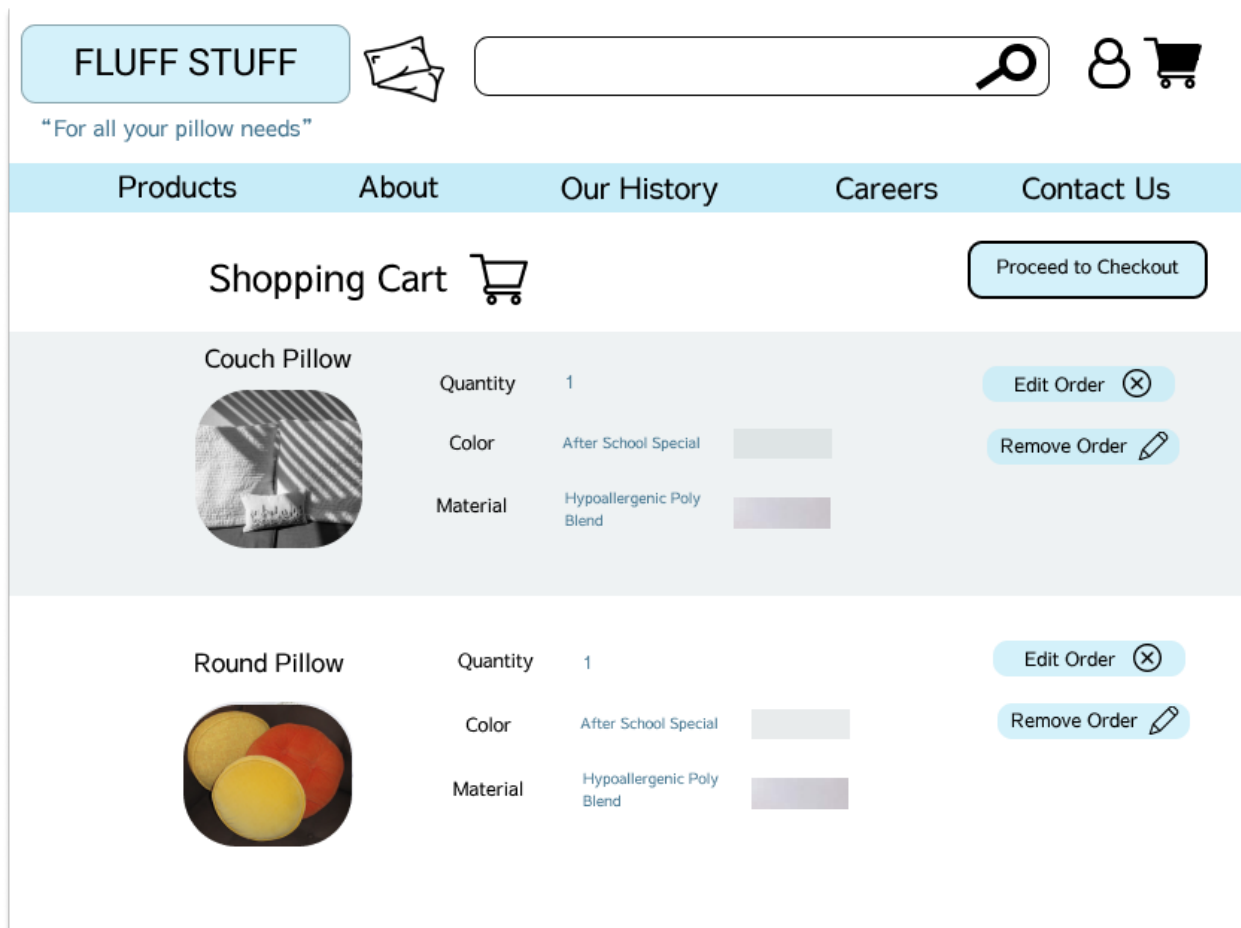 FLUFF STUFF
“For all your pillow needs”
Products
About
Our History
Careers
Contact Us
Shopping Cart
Proceed to Checkout
Couch Pillow
Quantity
1
Edit Order
Color
After School Special
Remove Order
Material
Hypoallergenic Poly
Blend
Round Pillow
Quantity
1
Edit Order
Color
After School Special
Remove Order
Material
Hypoallergenic Poly
Blend